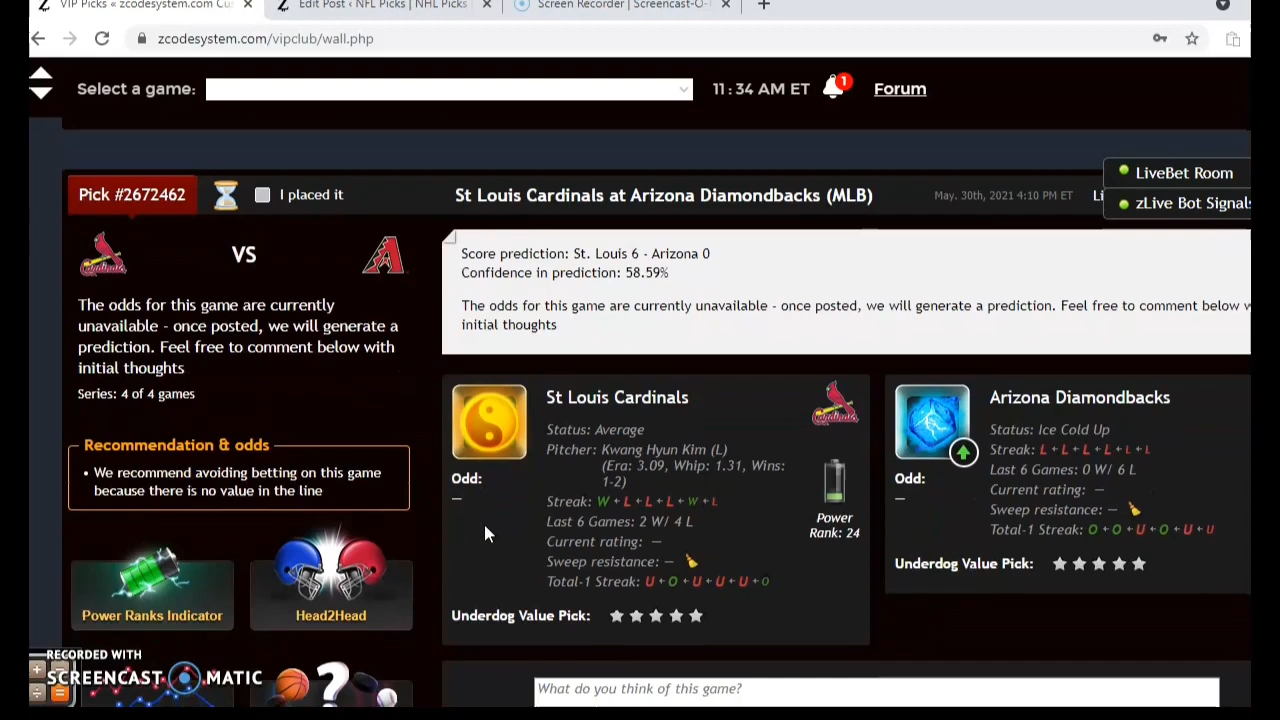 VIP Picks « zcodesystem.com Cus
Edit Post ‹ NFL Picks | NHL Picks
Screen Recorder | Screencast-O-
zcodesystem.com/vipclub/wall.php
Select a game:
11:34 AM ET
1
Forum
LiveBet Room
zLive Bot Signals
Pick #2672462
I placed it
St Louis Cardinals at Arizona Diamondbacks (MLB)
May. 30th, 2021 4:10 PM ET
Li
VS
The odds for this game are currently
unavailable - once posted, we will generate a
prediction. Feel free to comment below with
initial thoughts
Series: 4 of 4 games
Recommendation & odds
• We recommend avoiding betting on this game
because there is no value in the line
Power Ranks Indicator
Head2Head
Score prediction: St. Louis 6 - Arizona 0
Confidence in prediction: 58.59%
The odds for this game are currently unavailable - once posted, we will generate a prediction. Feel free to comment below w
initial thoughts
St Louis Cardinals
Status: Average
Pitcher: Kwang Hyun Kim (L)
(Era: 3.09, Whip: 1.31, Wins:
1-2)
Odd:
—
Streak: W + L + L + L + W + L
Last 6 Games: 2 W/ 4 L
Current rating: —
Sweep resistance: —
Total-1 Streak: U + O + U + U + U + O
Power
Rank: 24
Underdog Value Pick:
Arizona Diamondbacks
Status: Ice Cold Up
Streak: L + L + L + L + L + L
Last 6 Games: 0 W/ 6 L
Odd:
—
Current rating: —
Sweep resistance: —
Total-1 Streak: O + O + U + O + U + U
Underdog Value Pick:
What do you think of this game?
RECORDED WITH
SCREENCAST MATIC